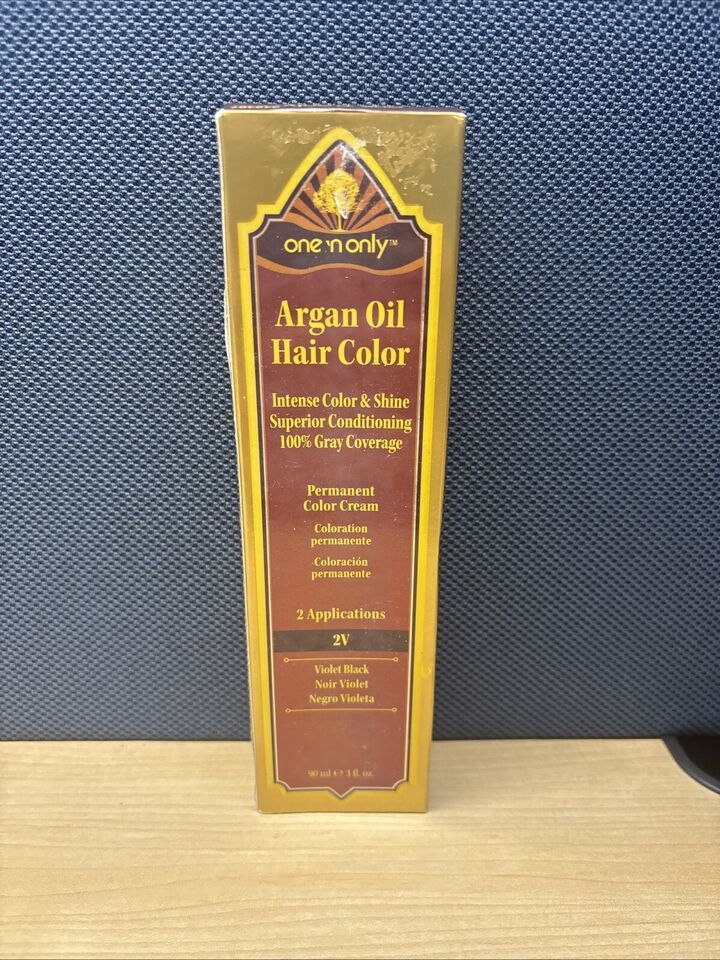 one 'n only™
Argan Oil
Hair Color
Intense Color & Shine
Superior Conditioning
100% Gray Coverage
Permanent
Color Cream
Coloration
permanente
Coloración
permanente
2 Applications
2V
Violet Black
Noir Violet
Negro Violeta
90 ml ℮ 3 fl. oz.